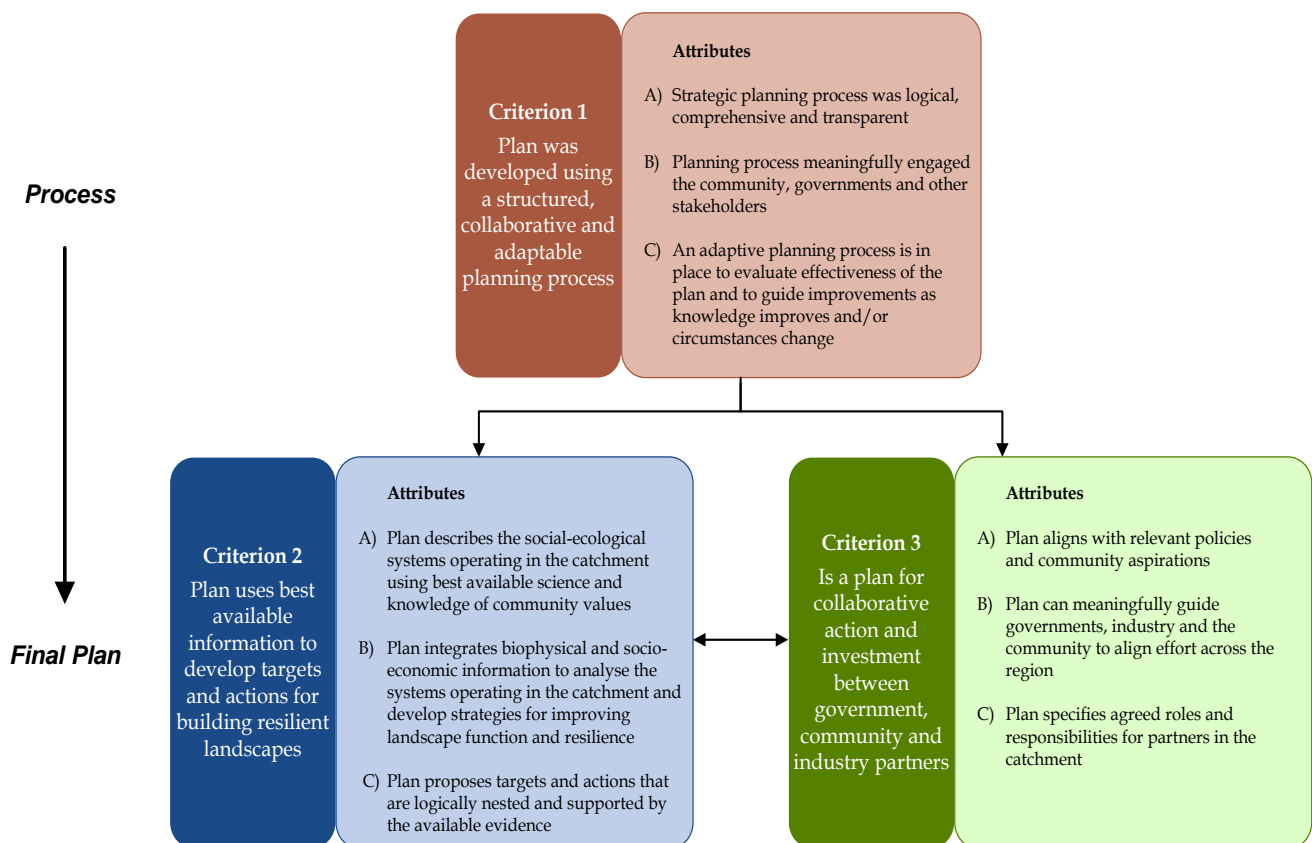 Process
Final Plan
Criterion 1
Plan was
developed using
a structured,
collaborative and
adaptable
planning process
Attributes
A) Strategic planning process was logical,
comprehensive and transparent
B) Planning process meaningfully engaged
the community, governments and other
stakeholders
C) An adaptive planning process is in
place to evaluate effectiveness of the
plan and to guide improvements as
knowledge improves and/or
circumstances change
Criterion 2
Plan uses best
available
information to
develop targets
and actions for
building resilient
landscapes
Attributes
A) Plan describes the social-ecological
systems operating in the catchment
using best available science and
knowledge of community values
B) Plan integrates biophysical and socio-
economic information to analyse the
systems operating in the catchment and
develop strategies for improving
landscape function and resilience
C) Plan proposes targets and actions that
are logically nested and supported by
the available evidence
Criterion 3
Is a plan for
collaborative
action and
investment
between
government,
community and
industry partners
Attributes
A) Plan aligns with relevant policies
and community aspirations
B) Plan can meaningfully guide
governments, industry and the
community to align effort across the
region
C) Plan specifies agreed roles and
responsibilities for partners in the
catchment